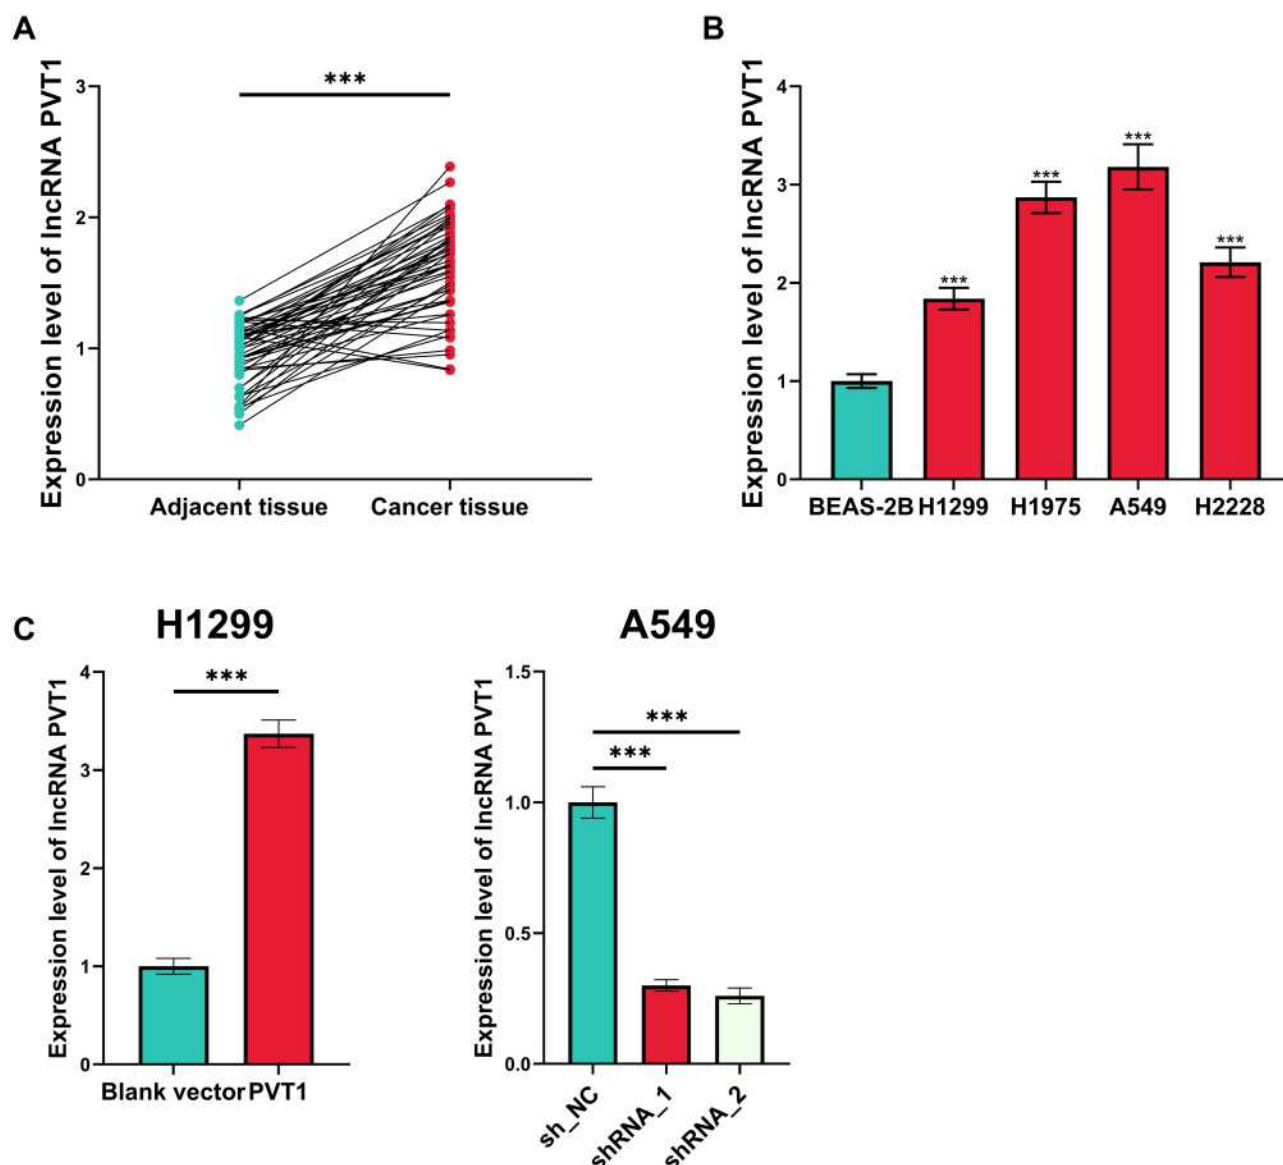 A
Expression level of lncRNA PVT1
3
2
1
0
***
Adjacent tissue
Cancer tissue
B
Expression level of lncRNA PVT1
4
3
2
1
0
***
***
***
***
BEAS-2B
H1299
H1975
A549
H2228
C
H1299
Expression level of lncRNA PVT1
4
3
2
1
0
***
Blank vector
PVT1
A549
Expression level of lncRNA PVT1
1.5
1.0
0.5
0.0
***
***
sh_NC
shRNA_1
shRNA_2